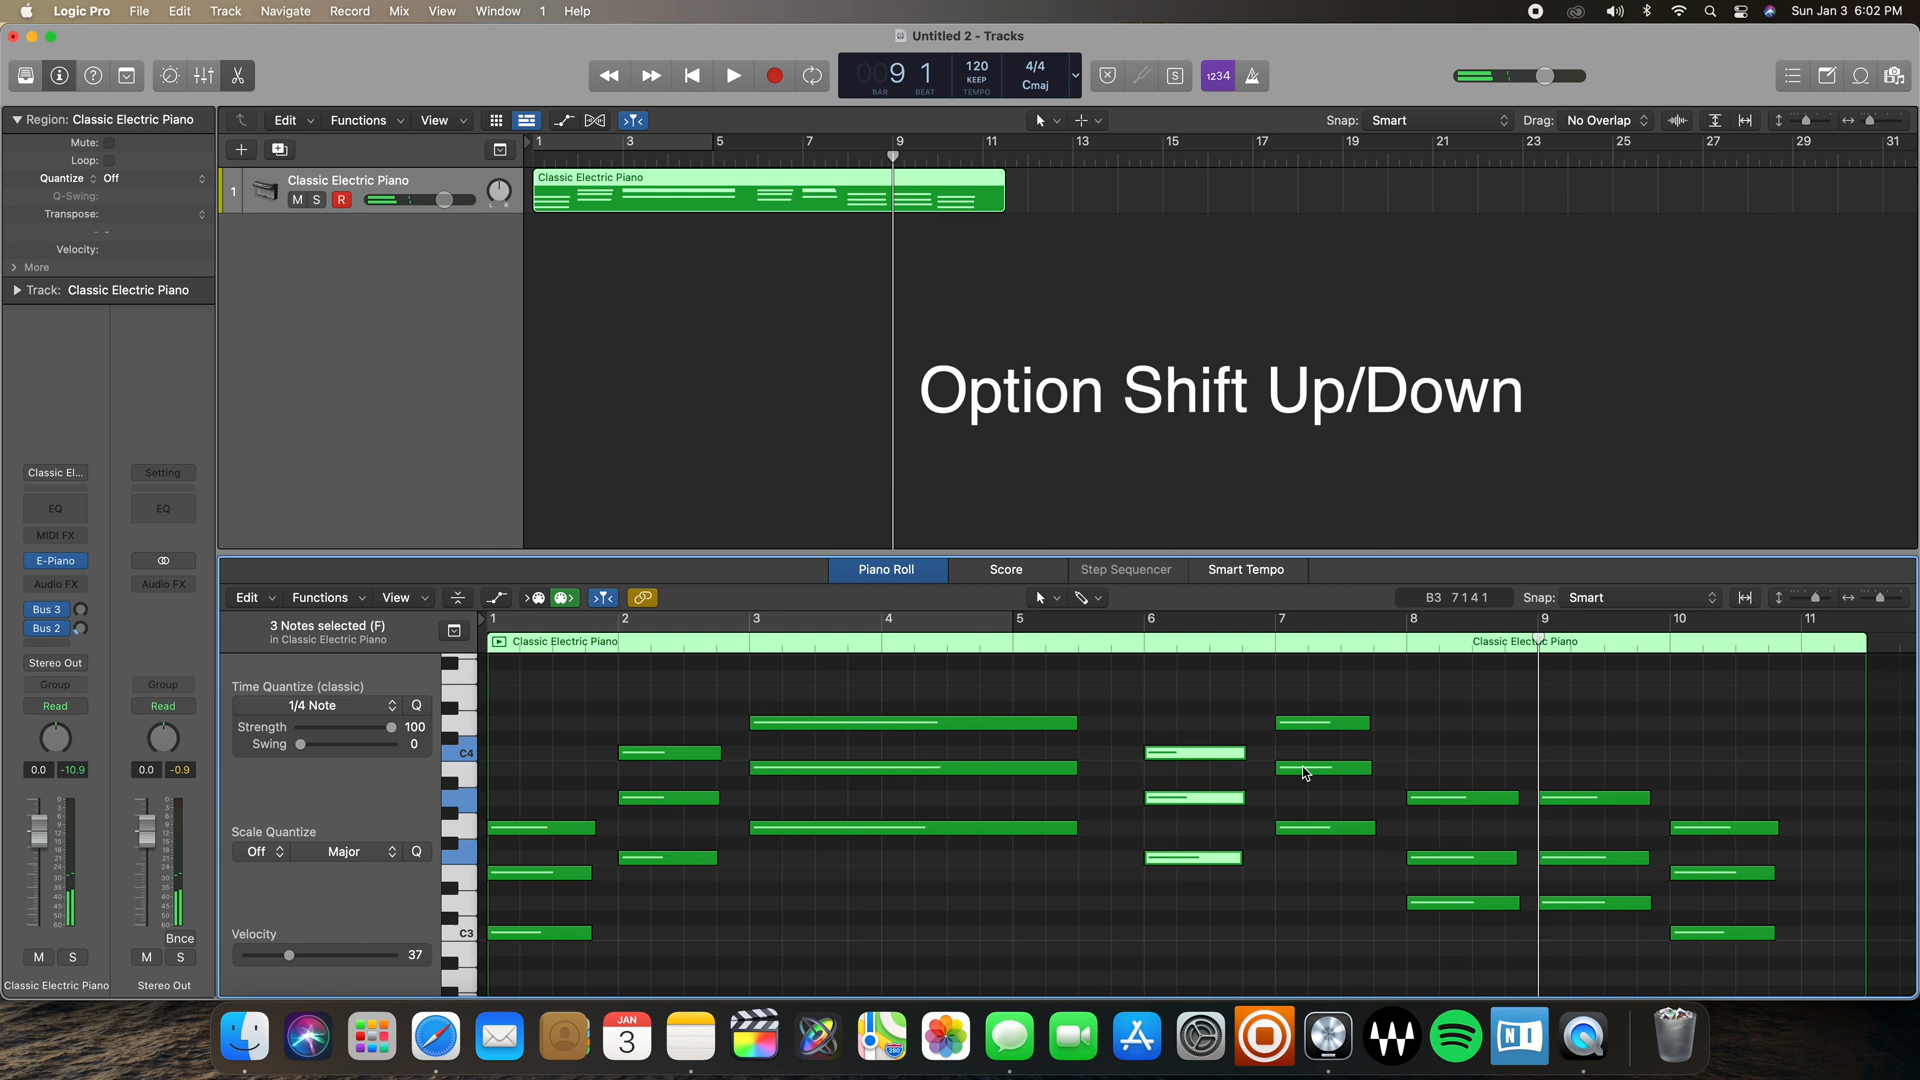 Logic Pro File Edit Track Navigate Record Mix View Window 1 Help
Sun Jan 3 6:02 PM
Untitled 2 - Tracks
009 1
BAR BEAT
120
KEEP
TEMPO
4/4
Cmaj
S
1234
Region: Classic Electric Piano
Mute:
Loop:
Quantize Off
Q-Swing:
Transpose:
- -
Velocity:
More
Track: Classic Electric Piano
Edit Functions View
Snap: Smart
Drag: No Overlap
1 3 5 7 9 11 13 15 17 19 21 23 25 27 29 31
1
Classic Electric Piano
M S R
L R
Classic Electric Piano
Option Shift Up/Down
Classic El... Setting
EQ EQ
MIDI FX
E-Piano
Audio FX Audio FX
Bus 3
Bus 2
Stereo Out
Group Group
Read Read
0.0 -10.9 0.0 -0.9
Bnce
M S M S
Classic Electric Piano Stereo Out
Piano Roll Score Step Sequencer Smart Tempo
Edit Functions View
B3 7 1 4 1
Snap: Smart
3 Notes selected (F)
in Classic Electric Piano
1 2 3 4 5 6 7 8 9 10 11
Classic Electric Piano Classic Electric Piano
Time Quantize (classic)
1/4 Note Q
Strength 100
Swing 0
Scale Quantize
Off Major Q
Velocity
37
C4
C3
JAN
3
280